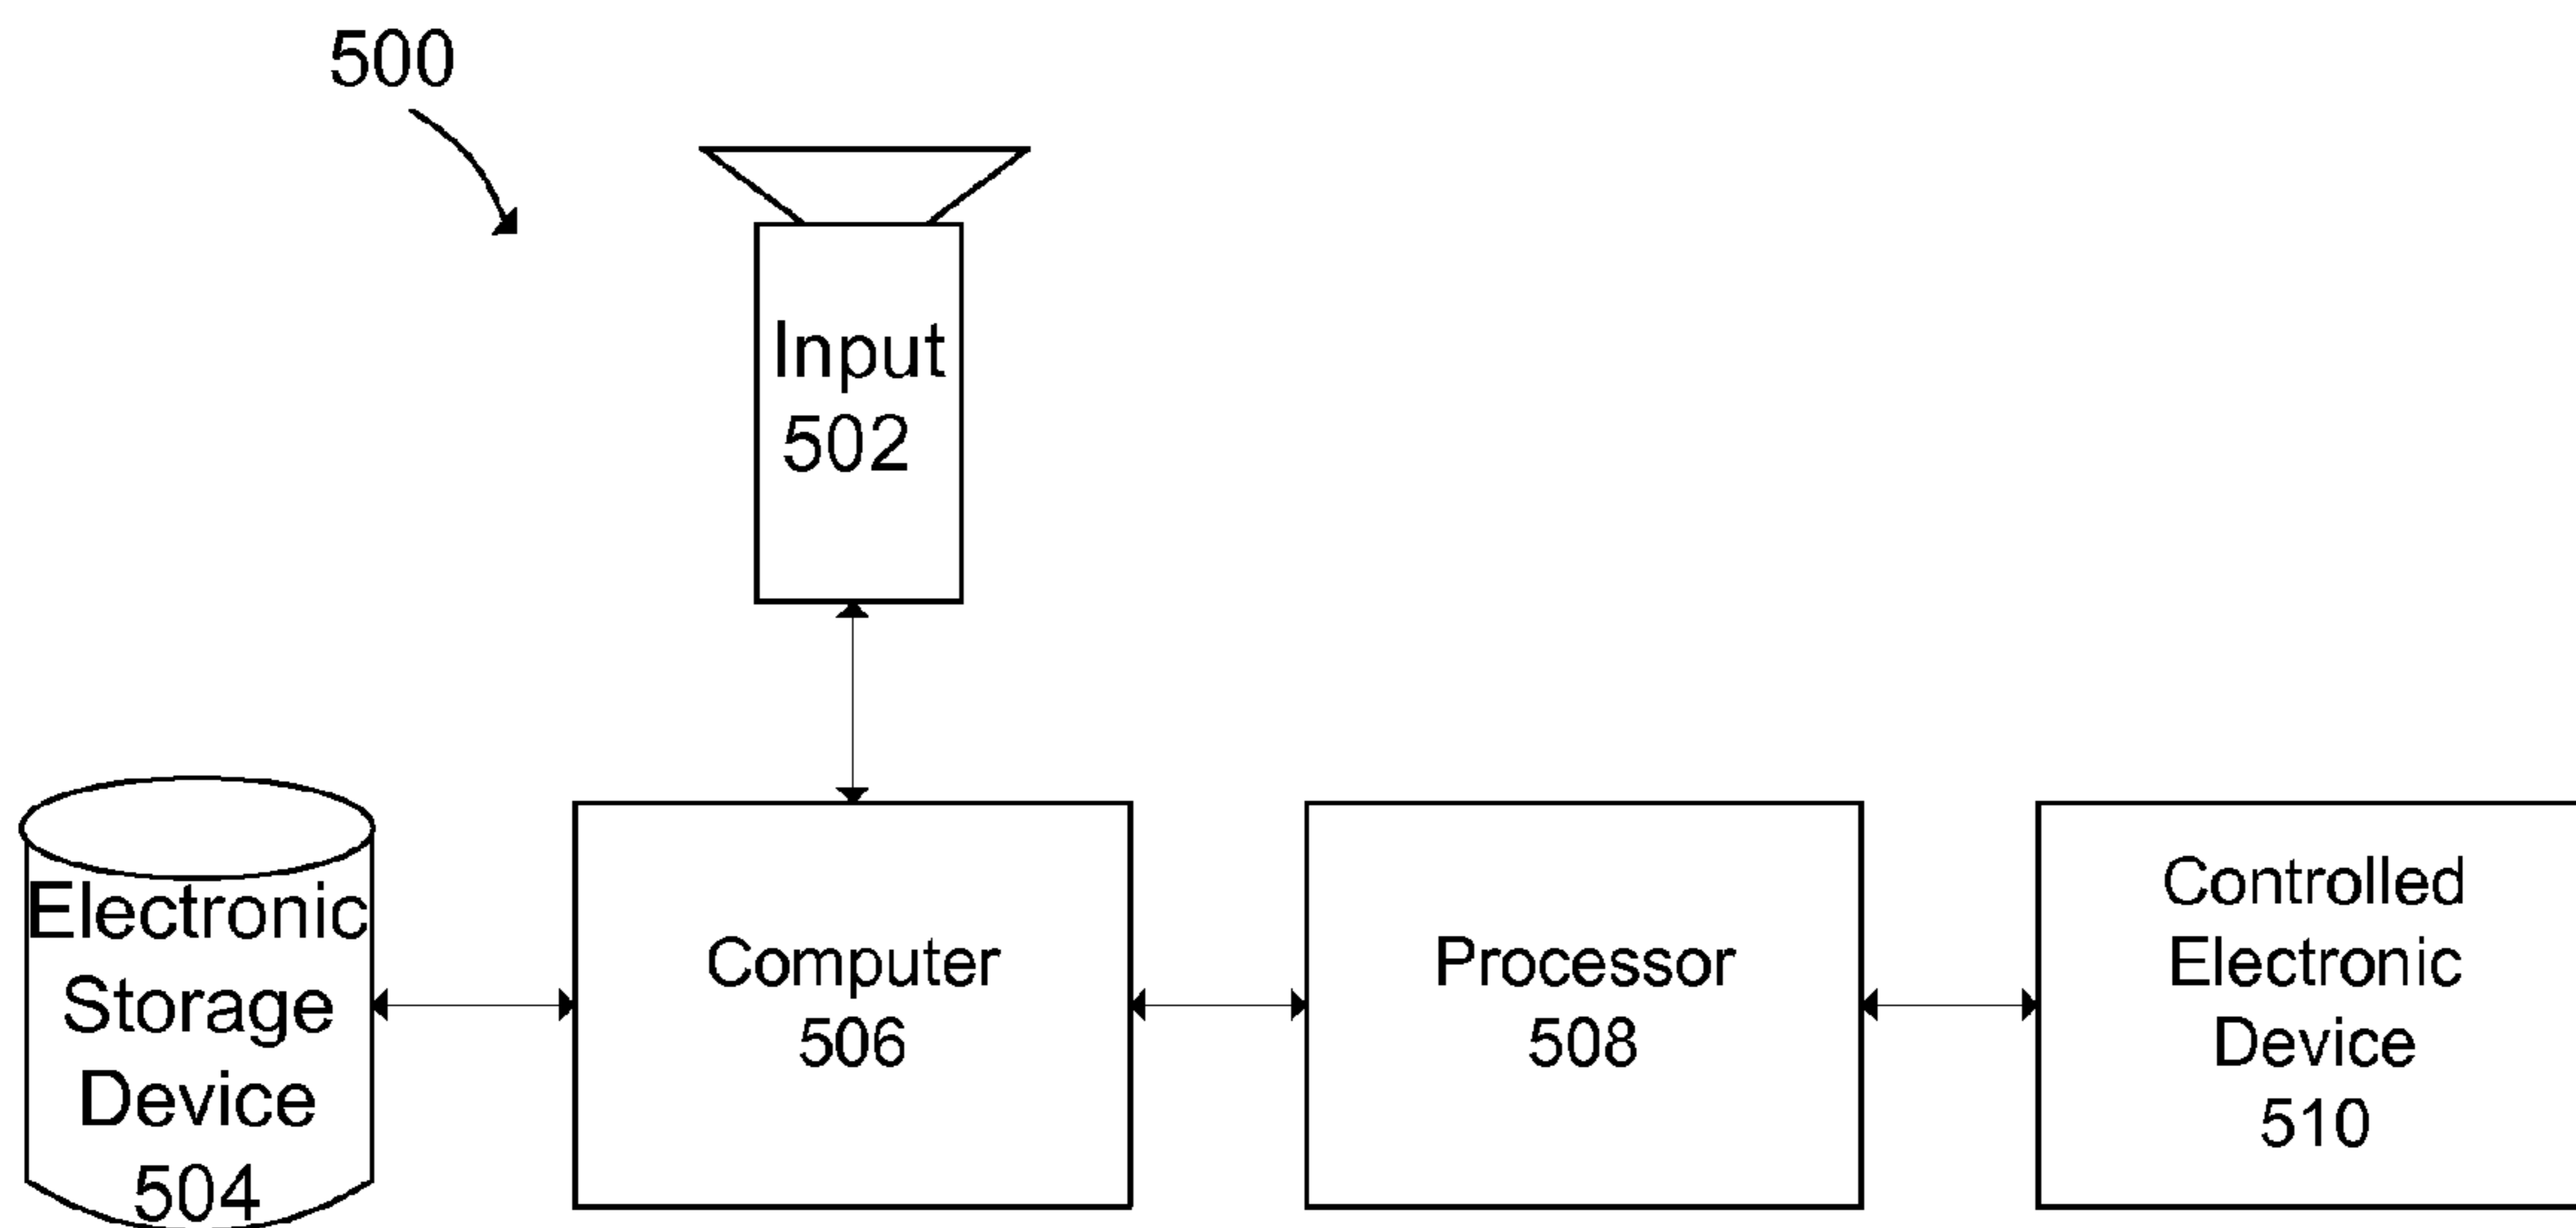 500
Input
502
Electronic
Storage
Device
504
Computer
506
Processor
508
Controlled
Electronic
Device
510